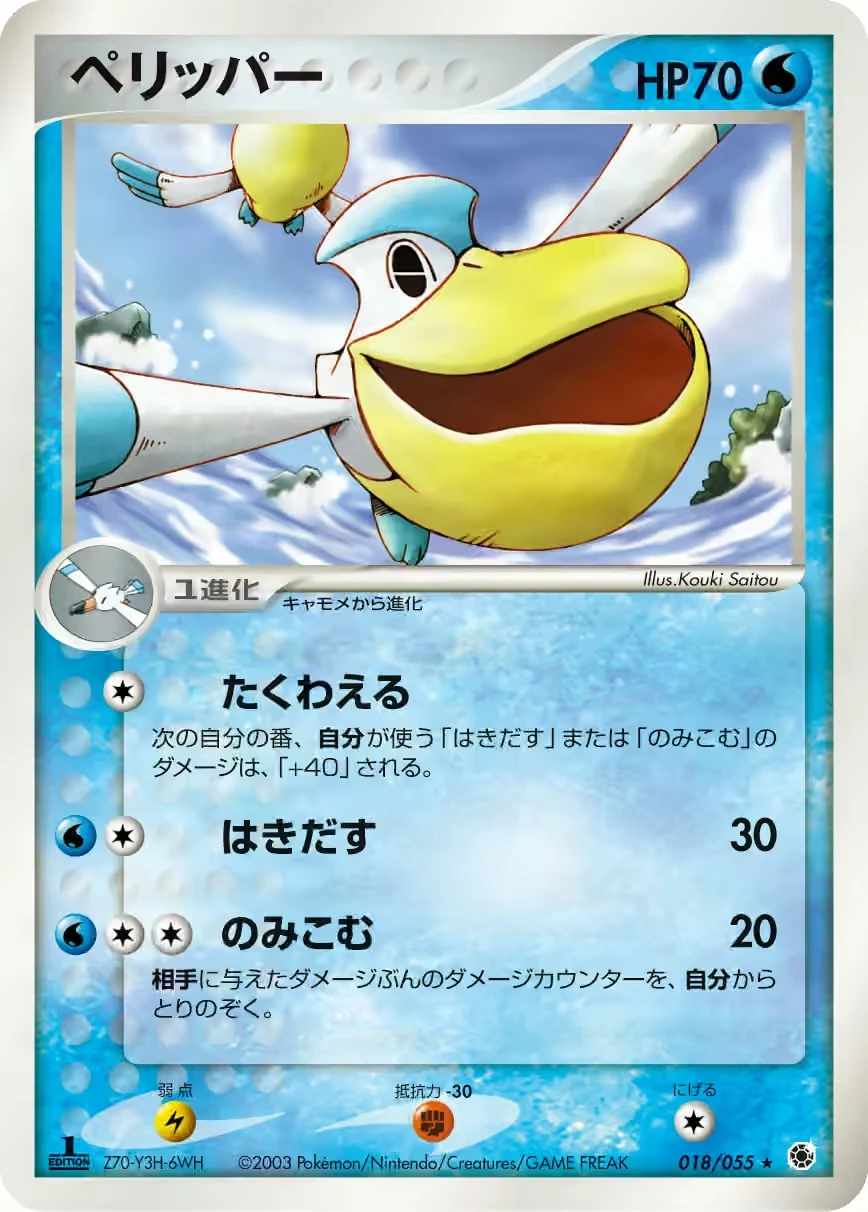 ペリッパー HP70
Illus.Kouki Saitou
1進化
キャモメから進化
たくわえる
次の自分の番、自分が使う「はきだす」または「のみこむ」の
ダメージは、「+40」される。
はきだす 30
のみこむ 20
相手に与えたダメージぶんのダメージカウンターを、自分から
とりのぞく。
弱点 抵抗力 -30 にげる
1 EDITION Z70-Y3H-6WH ©2003 Pokémon/Nintendo/Creatures/GAME FREAK 018/055 ★